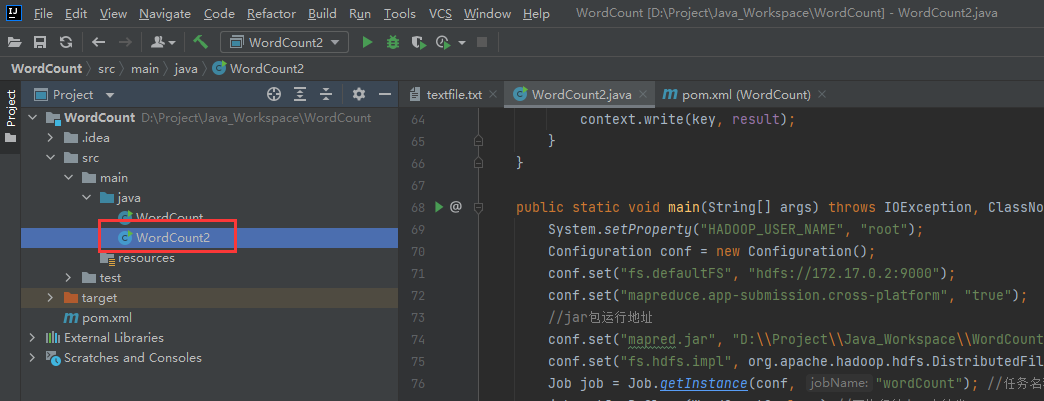 File Edit View Navigate Code Refactor Build Run Tools VCS Window Help WordCount [D:\Project\Java_Workspace\WordCount] - WordCount2.java
WordCount2
WordCount src main java WordCount2
Project
Project
textfile.txt WordCount2.java pom.xml (WordCount)
WordCount D:\Project\Java_Workspace\WordCount
.idea
src
main
java
WordCount
WordCount2
resources
test
target
pom.xml
External Libraries
Scratches and Consoles
64 context.write(key, result);
65 }
66 }
67
68 @ public static void main(String[] args) throws IOException, ClassNo
69 System.setProperty("HADOOP_USER_NAME", "root");
70 Configuration conf = new Configuration();
71 conf.set("fs.defaultFS", "hdfs://172.17.0.2:9000");
72 conf.set("mapreduce.app-submission.cross-platform", "true");
73 //jar包运行地址
74 conf.set("mapred.jar", "D:\\Project\\Java_Workspace\\WordCount
75 conf.set("fs.hdfs.impl", org.apache.hadoop.hdfs.DistributedFil
76 Job job = Job.getInstance(conf, jobName: "wordCount"); //任务名